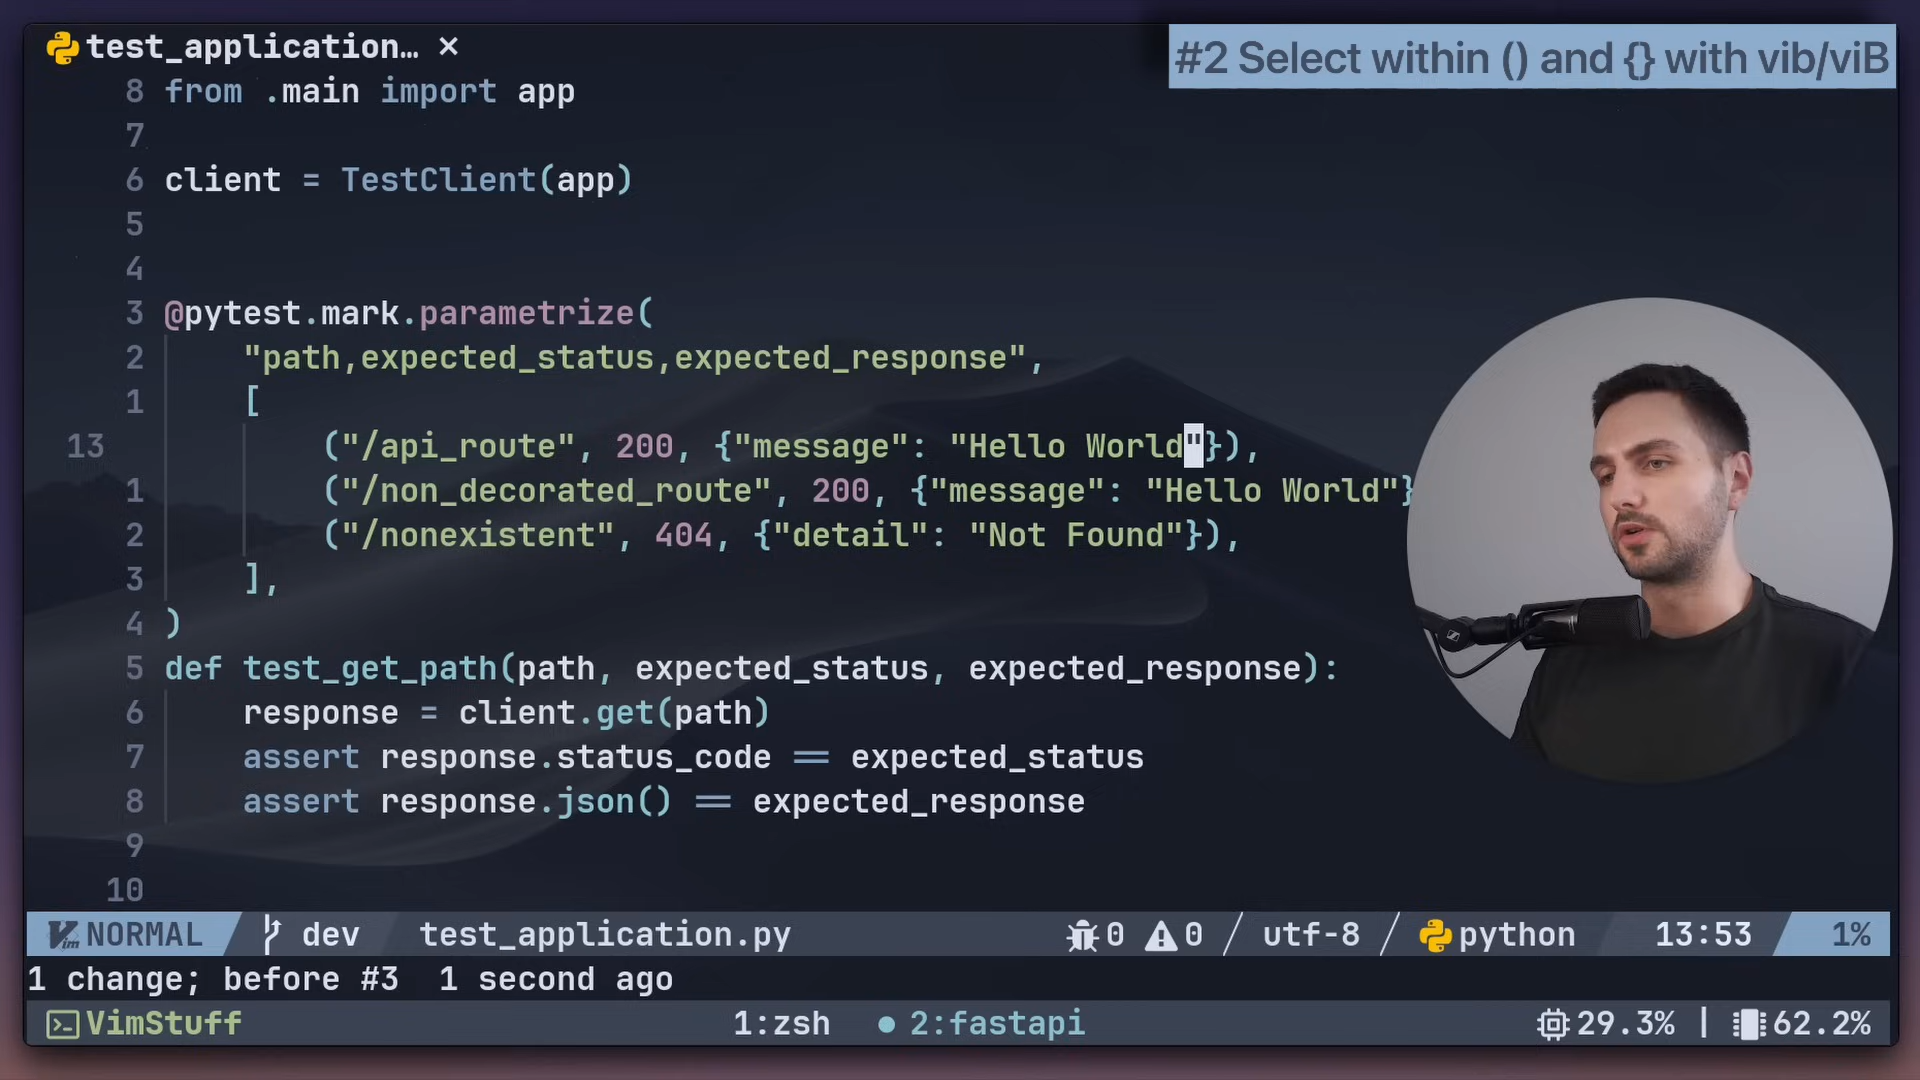 test_application… ×
#2 Select within () and {} with vib/viB
8 from .main import app
7
6 client = TestClient(app)
5
4
3 @pytest.mark.parametrize(
2 "path,expected_status,expected_response",
1 [
13 ("/api_route", 200, {"message": "Hello World"}),
1 ("/non_decorated_route", 200, {"message": "Hello World"}
2 ("/nonexistent", 404, {"detail": "Not Found"}),
3 ],
4 )
5 def test_get_path(path, expected_status, expected_response):
6 response = client.get(path)
7 assert response.status_code == expected_status
8 assert response.json() == expected_response
9
10
NORMAL dev test_application.py 0 0 utf-8 python 13:53 1%
1 change; before #3 1 second ago
VimStuff 1:zsh ● 2:fastapi 29.3% | 62.2%